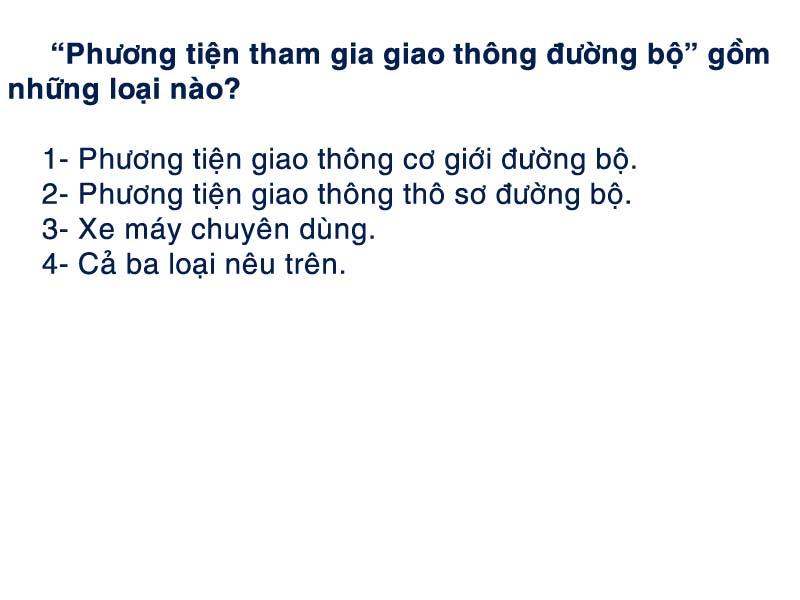 “Phương tiện tham gia giao thông đường bộ” gồm
những loại nào?
1- Phương tiện giao thông cơ giới đường bộ.
2- Phương tiện giao thông thô sơ đường bộ.
3- Xe máy chuyên dùng.
4- Cả ba loại nêu trên.